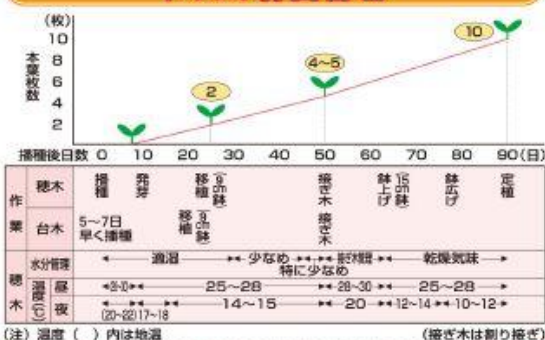 (枚)
10
8
6
4
2
本葉枚数
2
4~5
10
播種後日数 0 10 20 30 40 50 60 70 80 90(日)
作業
穂木 播種 発芽 移植(9cm鉢) 接ぎ木 鉢上げ(15cm鉢) 鉢広げ 定植
台木 5~7日早く播種 移植(9cm鉢) 接ぎ木
穂木
水分管理 適湿 少なめ 特に少なめ 乾燥気味
温度(℃)
昼 25~28 28~30 25~28
夜 (20~22) 17~18 14~15 20 12~14 10~12
(注) 温度( )内は地温 (接ぎ木は割り接ぎ)